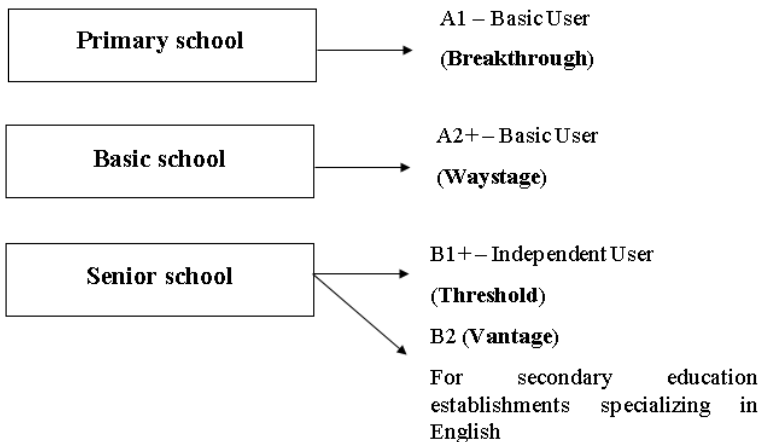 Primary school
A1 – Basic User
(Breakthrough)
Basic school
A2+ – Basic User
(Waystage)
Senior school
B1+ – Independent User
(Threshold)
B2 (Vantage)
For secondary education
establishments specializing in
English